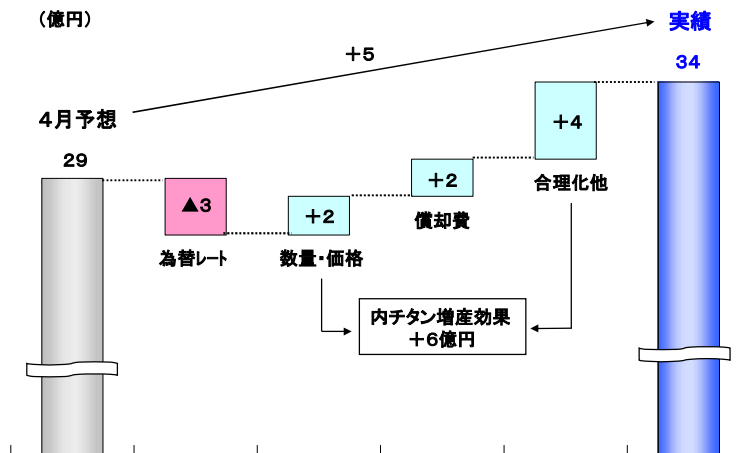 (億円)
実績
+5
34
4月予想
29
+4
▲3
+2
+2
合理化他
償却費
為替レート
数量・価格
内チタン増産効果
+6億円